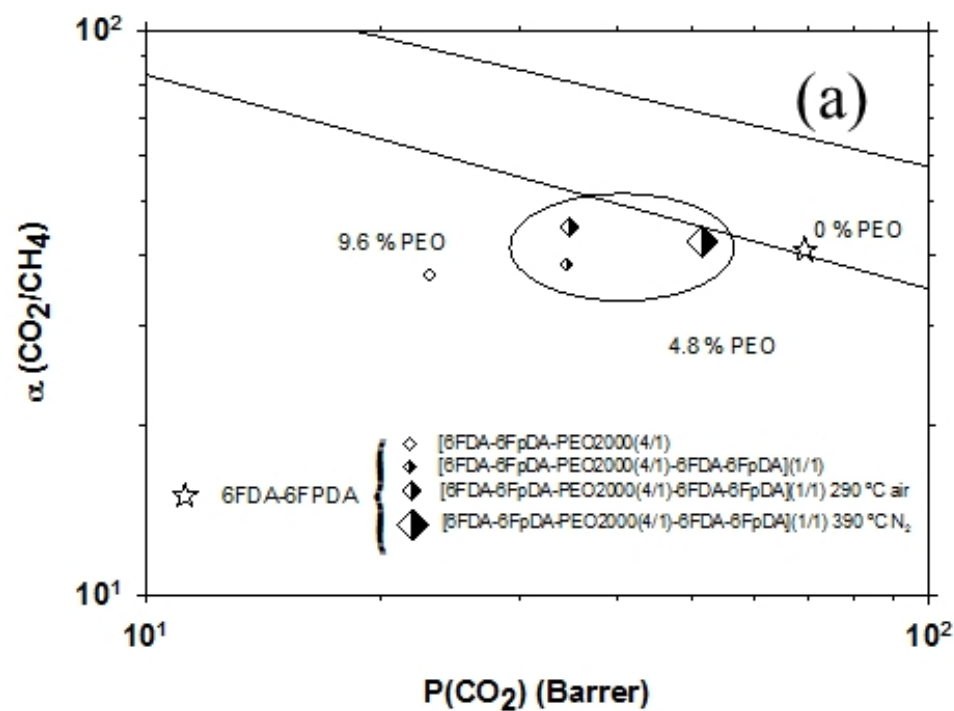 10²
(a)
0 % PEO
9.6 % PEO
4.8 % PEO
α (CO₂/CH₄)
[6FDA-6FpDA-PEO2000(4/1)
[6FDA-6FpDA-PEO2000(4/1)-6FDA-6FpDA](1/1)
6FDA-6FPDA
[6FDA-6FpDA-PEO2000(4/1)-6FDA-6FpDA](1/1) 290 ºC air
[6FDA-6FpDA-PEO2000(4/1)-6FDA-6FpDA](1/1) 390 ºC N₂
10¹
10¹ 10²
P(CO₂) (Barrer)